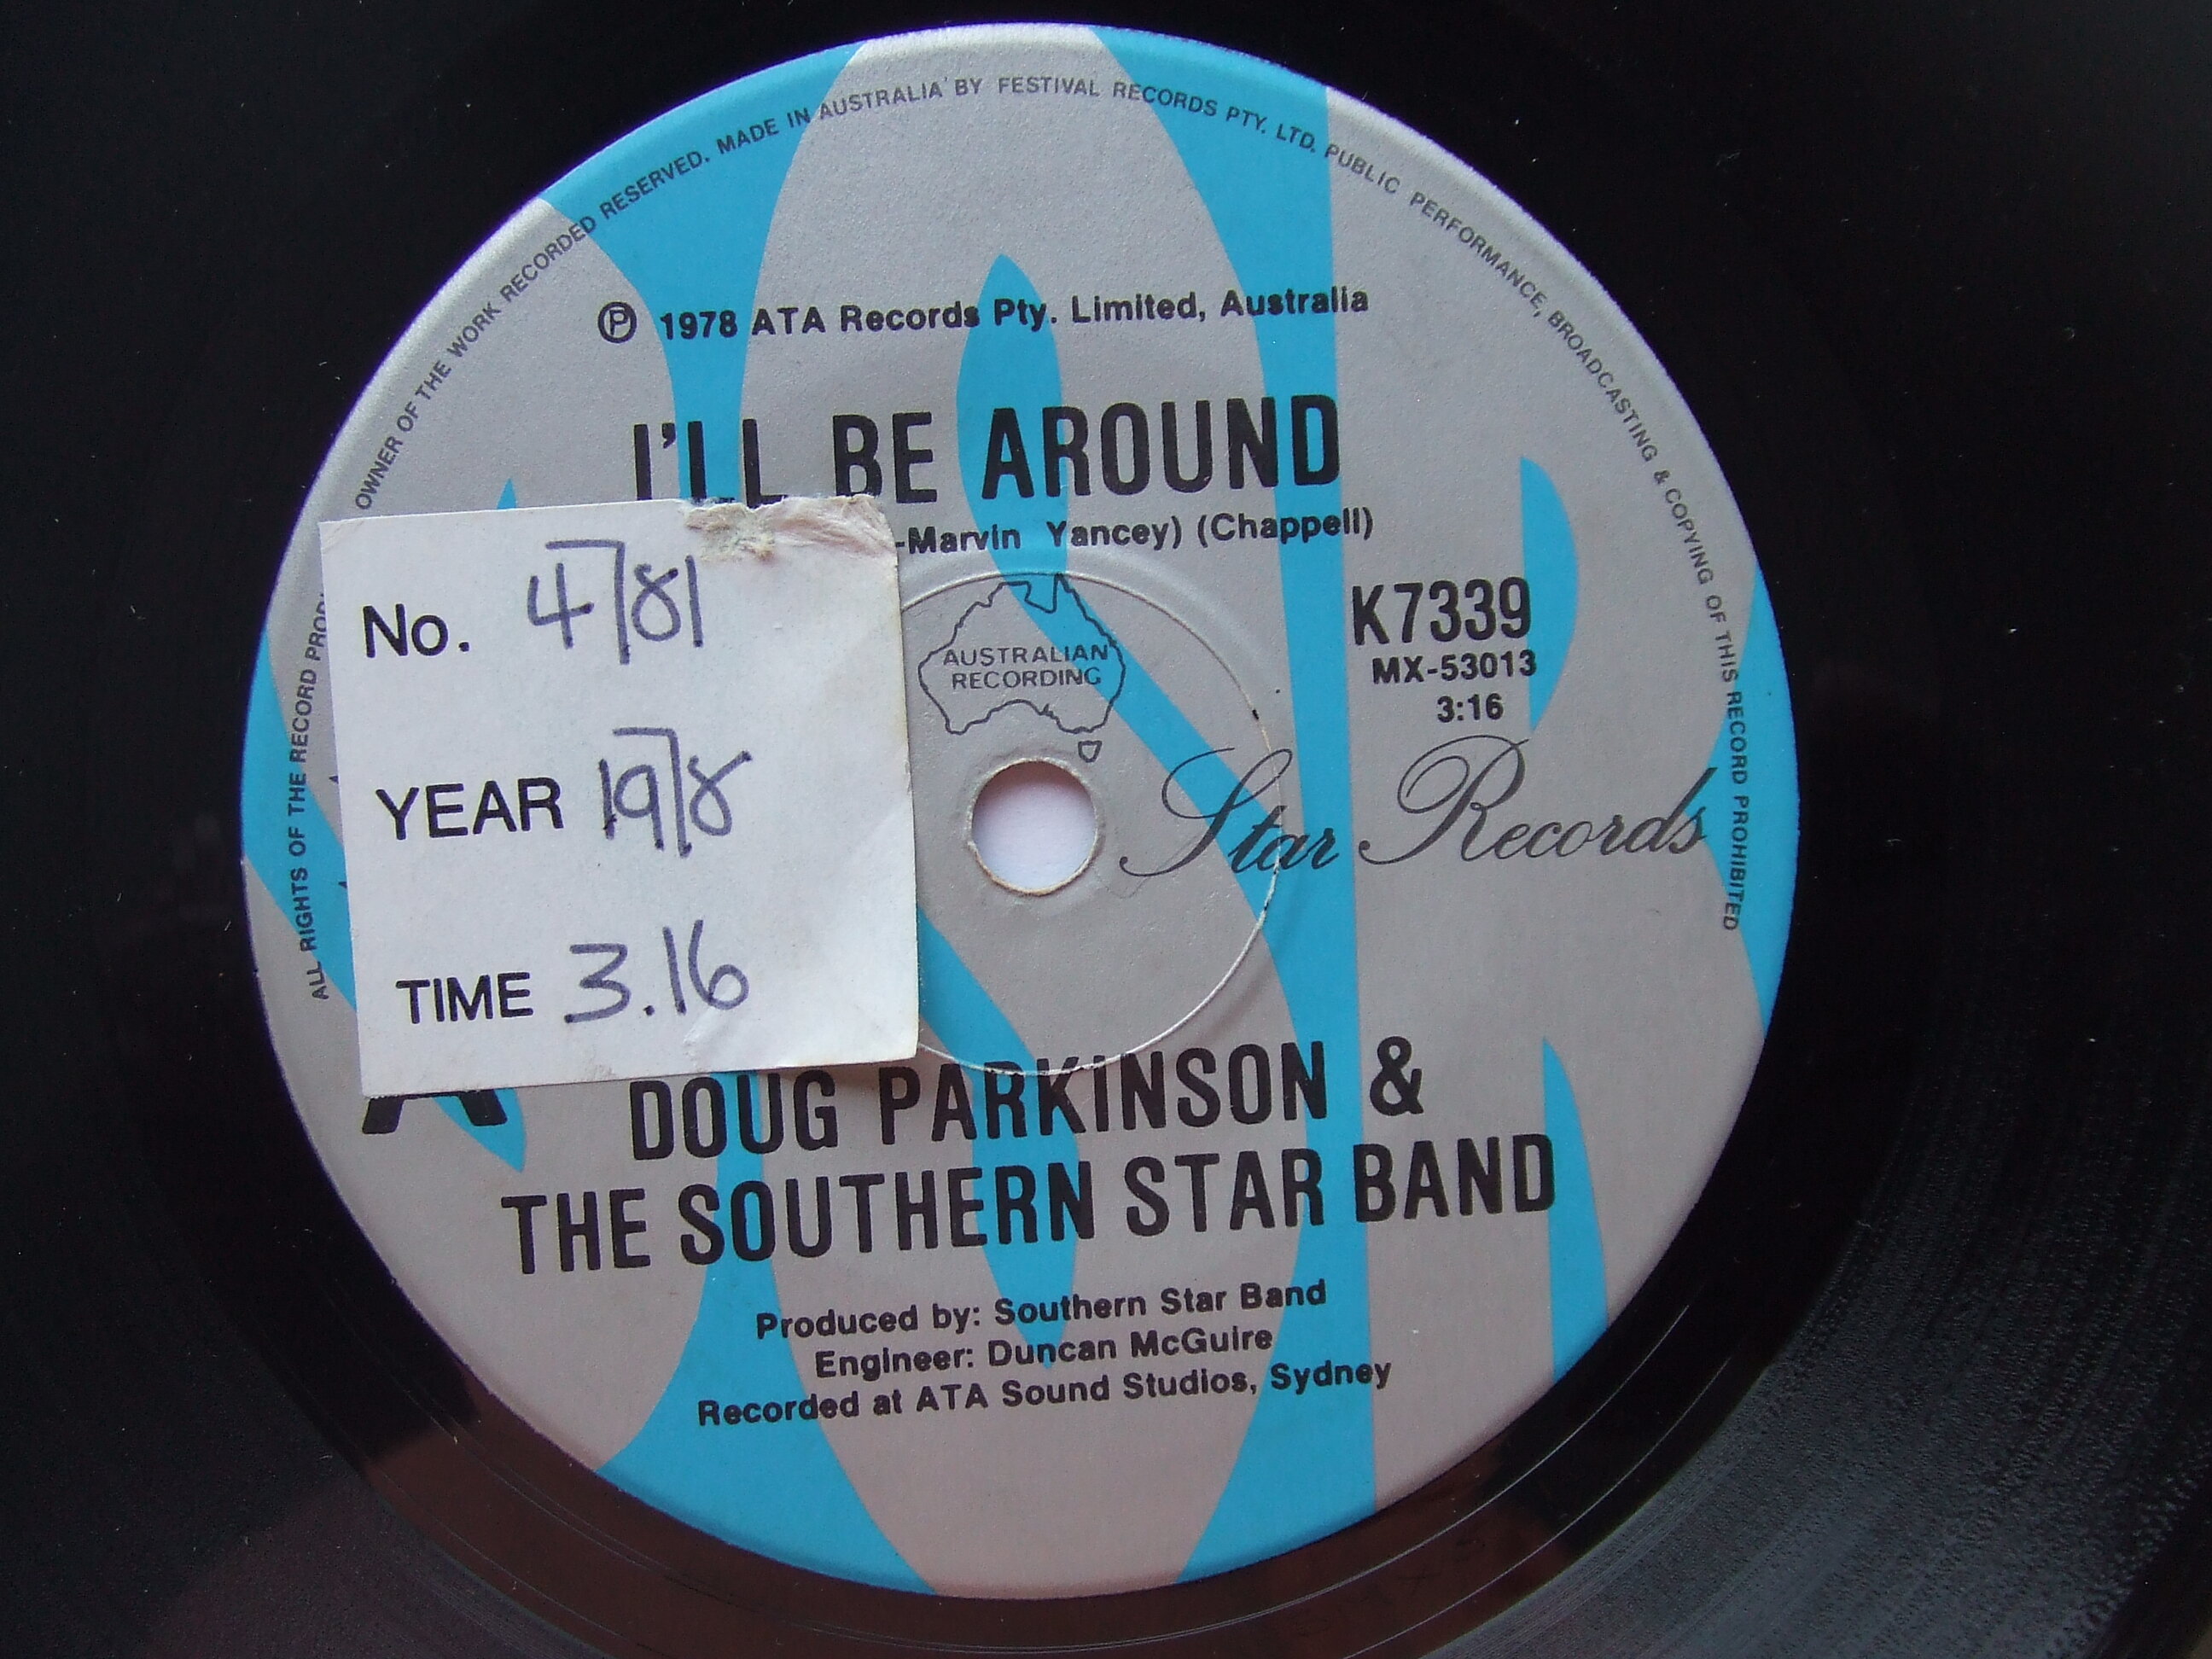 ALL RIGHTS OF THE RECORD OWNER OF THE WORK RECORDED RESERVED. MADE IN AUSTRALIA BY FESTIVAL RECORDS PTY. LTD. PUBLIC PERFORMANCE, BROADCASTING & COPYING OF THIS RECORD PROHIBITED
Ⓟ 1978 ATA Records Pty. Limited, Australia
I'LL BE AROUND
-Marvin Yancey) (Chappell)
No. 4781
YEAR 1978
TIME 3.16
AUSTRALIAN
RECORDING
K7339
MX-53013
3:16
Star Records
DOUG PARKINSON &
THE SOUTHERN STAR BAND
Produced by: Southern Star Band
Engineer: Duncan McGuire
Recorded at ATA Sound Studios, Sydney